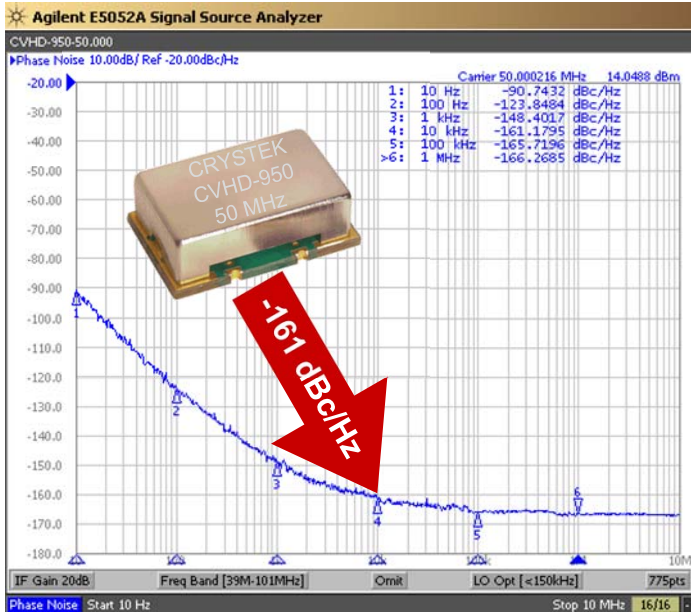 Agilent E5052A Signal Source Analyzer
CVHD-950-50.000
▶Phase Noise 10.00dB/ Ref -20.00dBc/Hz
Carrier 50.000216 MHz 14.0488 dBm
1: 10 Hz -90.7432 dBc/Hz
2: 100 Hz -123.8484 dBc/Hz
3: 1 kHz -148.4017 dBc/Hz
4: 10 kHz -161.1795 dBc/Hz
5: 100 kHz -165.7196 dBc/Hz
>6: 1 MHz -166.2685 dBc/Hz
-20.00
-30.00
-40.00
-50.00
-60.00
-70.00
-80.00
-90.00
-100.0
-110.0
-120.0
-130.0
-140.0
-150.0
-160.0
-170.0
-180.0
CRYSTEK
CVHD-950
50 MHz
-161 dBc/Hz
1
2
3
4
5
6
10M
IF Gain 20dB Freq Band [39M-101MHz] Omit LO Opt [<150kHz] 775pts
Phase Noise Start 10 Hz Stop 10 MHz 16/16